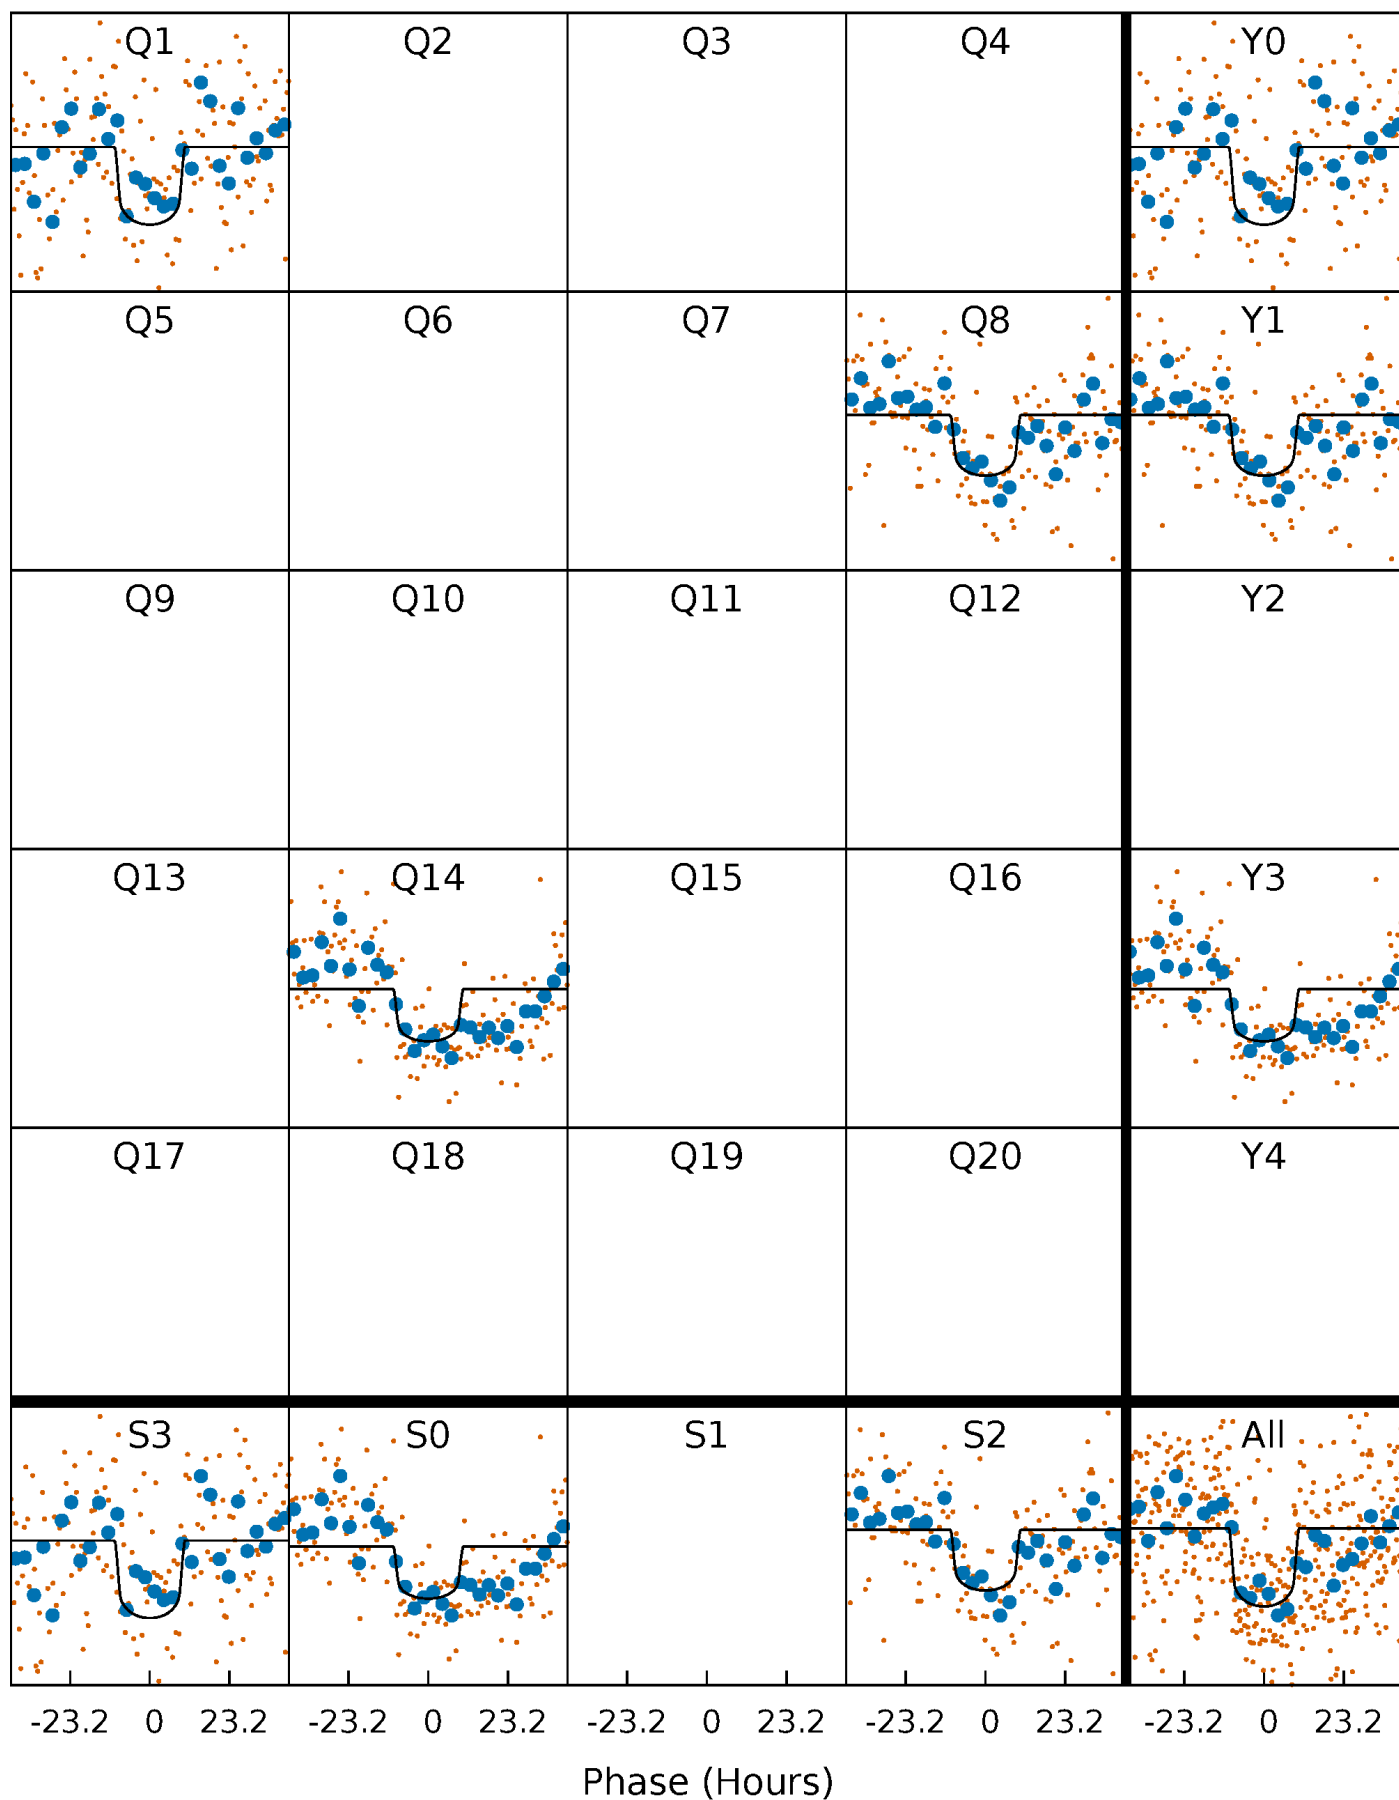 Q1 Q2 Q3 Q4 Y0
Q5 Q6 Q7 Q8 Y1
Q9 Q10 Q11 Q12 Y2
Q13 Q14 Q15 Q16 Y3
Q17 Q18 Q19 Q20 Y4
S3 S0 S1 S2 All
-23.2 0 23.2 -23.2 0 23.2 -23.2 0 23.2 -23.2 0 23.2 -23.2 0 23.2
Phase (Hours)